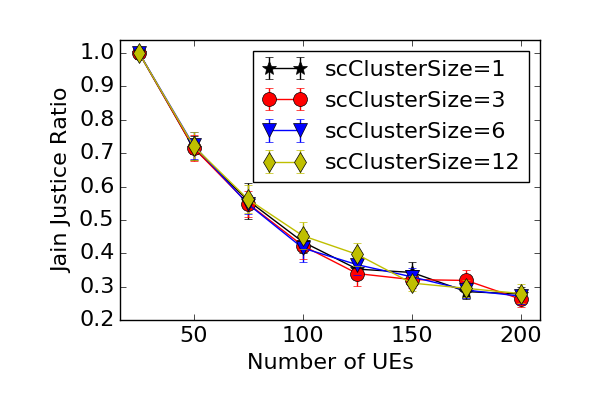 1.0
0.9
0.8
0.7
0.6
0.5
0.4
0.3
0.2
Jain Justice Ratio
scClusterSize=1
scClusterSize=3
scClusterSize=6
scClusterSize=12
50
100
150
200
Number of UEs